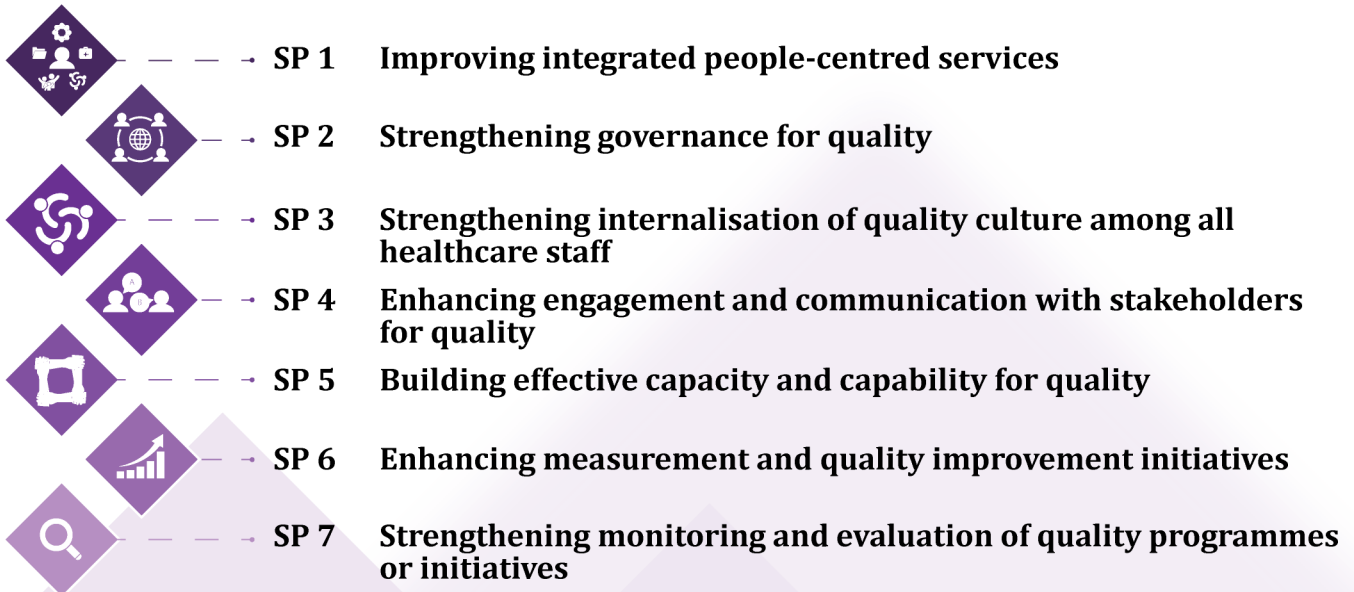 SP 1 Improving integrated people-centred services
SP 2 Strengthening governance for quality
SP 3 Strengthening internalisation of quality culture among all
healthcare staff
A
B
SP 4 Enhancing engagement and communication with stakeholders
for quality
SP 5 Building effective capacity and capability for quality
SP 6 Enhancing measurement and quality improvement initiatives
SP 7 Strengthening monitoring and evaluation of quality programmes
or initiatives